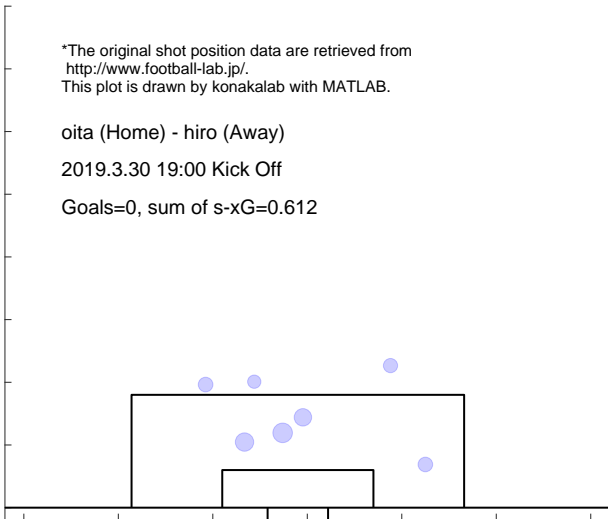 *The original shot position data are retrieved from
http://www.football-lab.jp/.
This plot is drawn by konakalab with MATLAB.
oita (Home) - hiro (Away)
2019.3.30 19:00 Kick Off
Goals=0, sum of s-xG=0.612